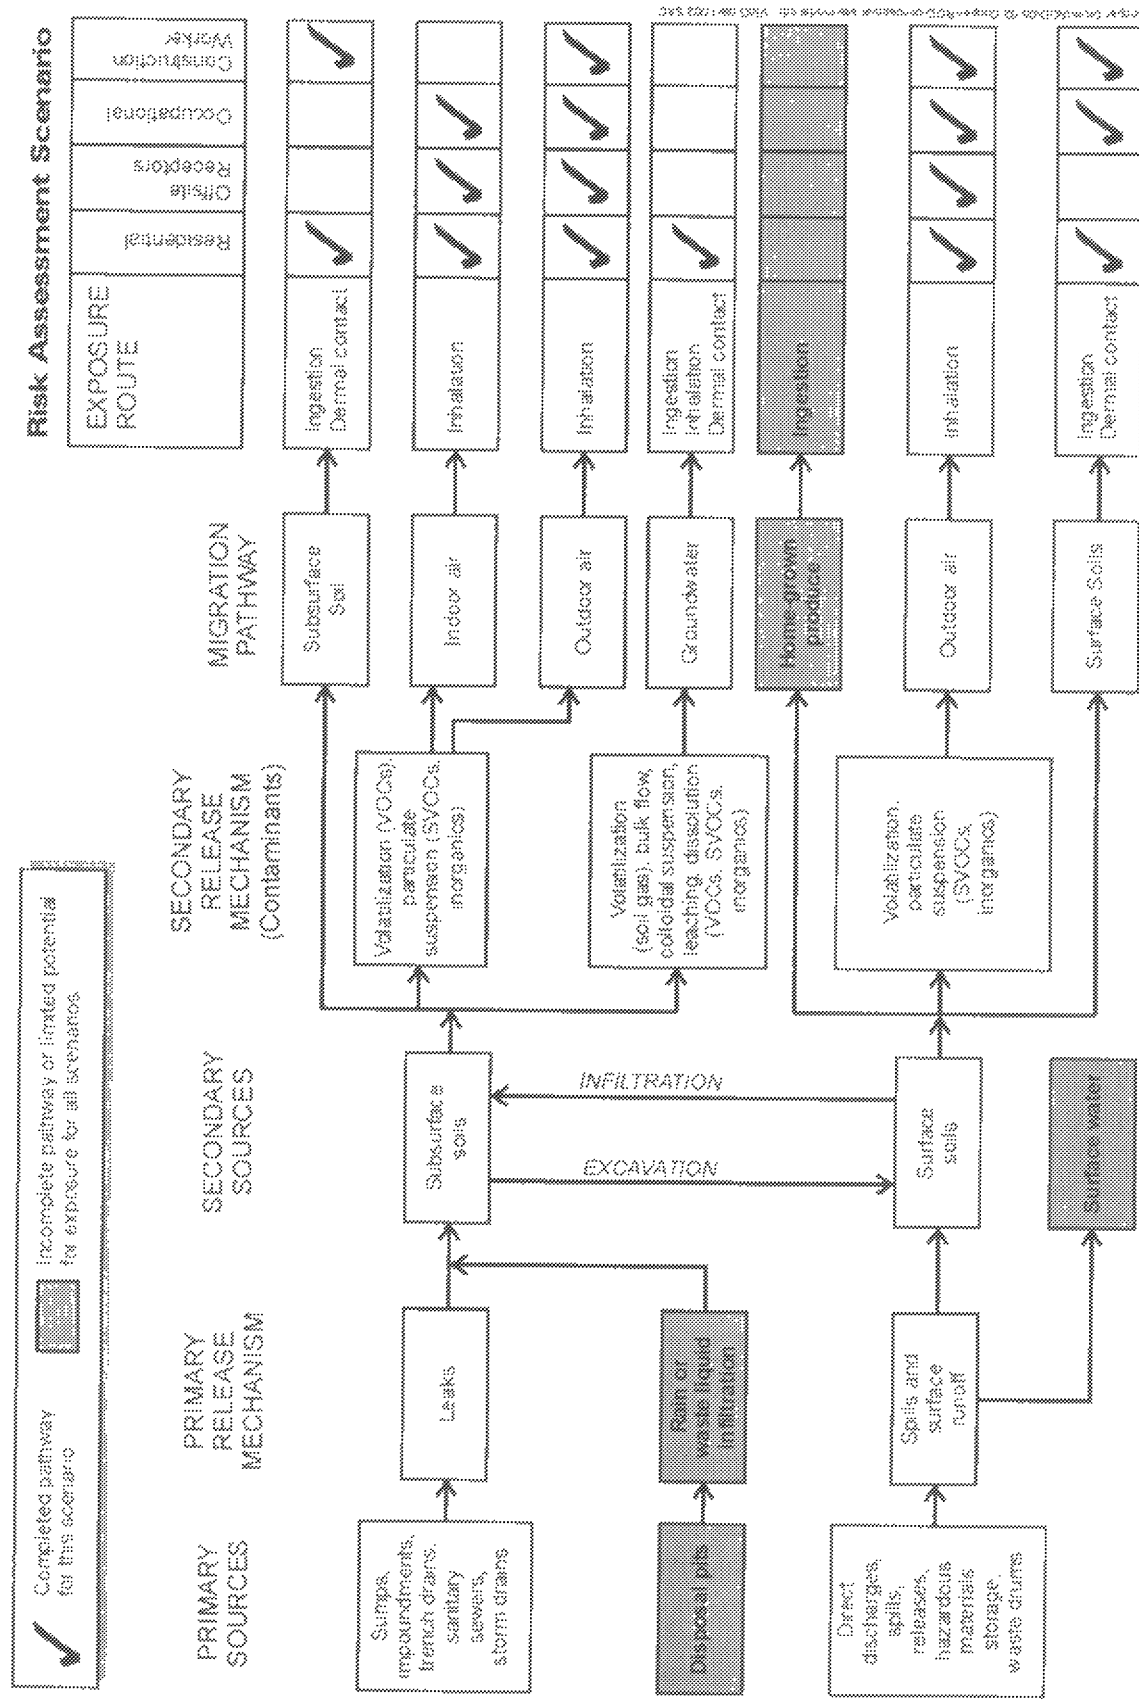 Completed pathway
for this scenario
Incomplete pathway or limited potential
for exposure for all scenarios
Risk Assessment Scenario
PRIMARY
SOURCES
PRIMARY
RELEASE
MECHANISM
SECONDARY
SOURCES
SECONDARY
RELEASE
MECHANISM
(Contaminants)
MIGRATION
PATHWAY
EXPOSURE
ROUTE
Residential
Offsite
Receptors
Occupational
Construction
Worker
Sumps,
impoundments,
trench drains,
sanitary
sewers,
storm drains
Leaks
Subsurface
soils
Volatilization (VOCs),
particulate
suspension (SVOCs,
inorganics)
Volatilization
(soil gas), bulk flow,
colloidal suspension,
leaching, dissolution
(VOCs, SVOCs,
inorganics)
Subsurface
Soil
Ingestion
Dermal contact
Indoor air
Inhalation
Outdoor air
Inhalation
Groundwater
Ingestion
Inhalation
Dermal contact
Disposal pits
Rain or
waste liquid
infiltration
INFILTRATION
EXCAVATION
Home-grown
produce
Ingestion
Direct
discharges,
spills,
releases,
hazardous
materials
storage,
waste drums
Spills and
surface
runoff
Surface
soils
Volatilization,
particulate
suspension
(SVOCs,
inorganics)
Outdoor air
Inhalation
Surface water
Surface Soils
Ingestion
Dermal contact